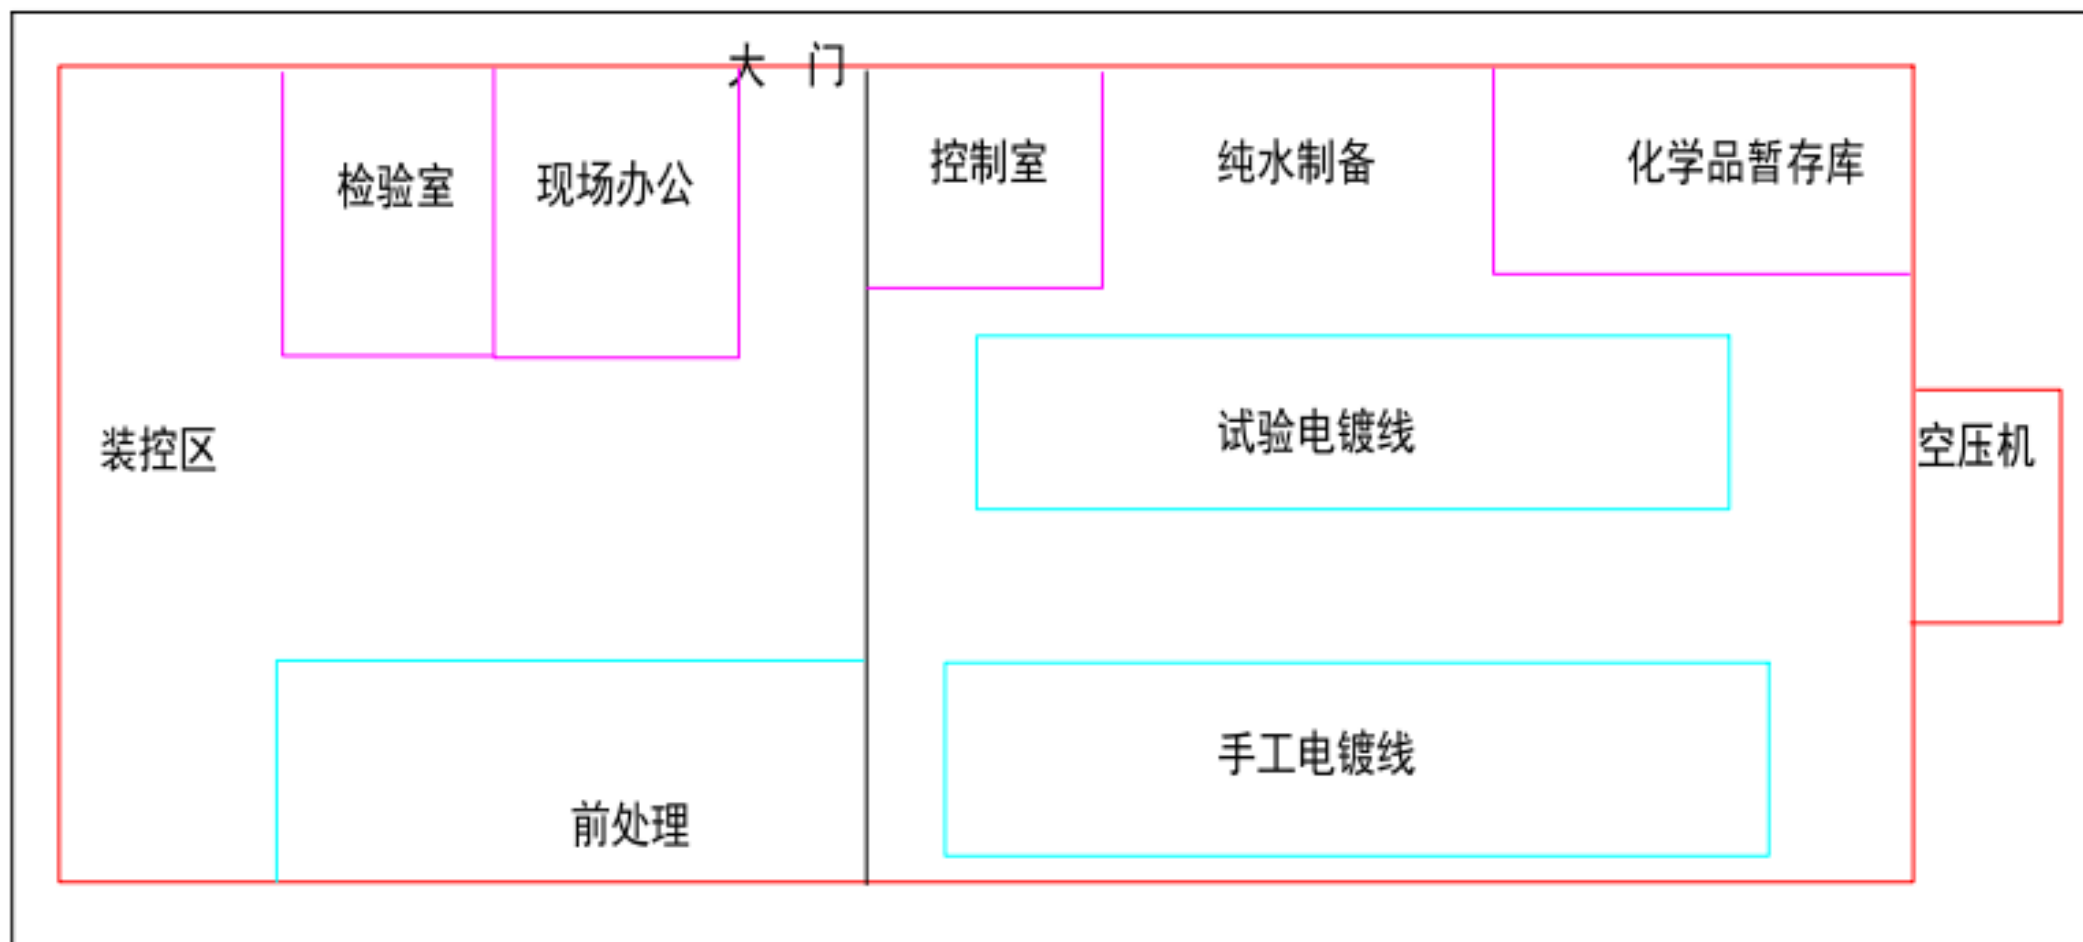 大 门
检验室
现场办公
控制室
纯水制备
化学品暂存库
装控区
试验电镀线
空压机
前处理
手工电镀线